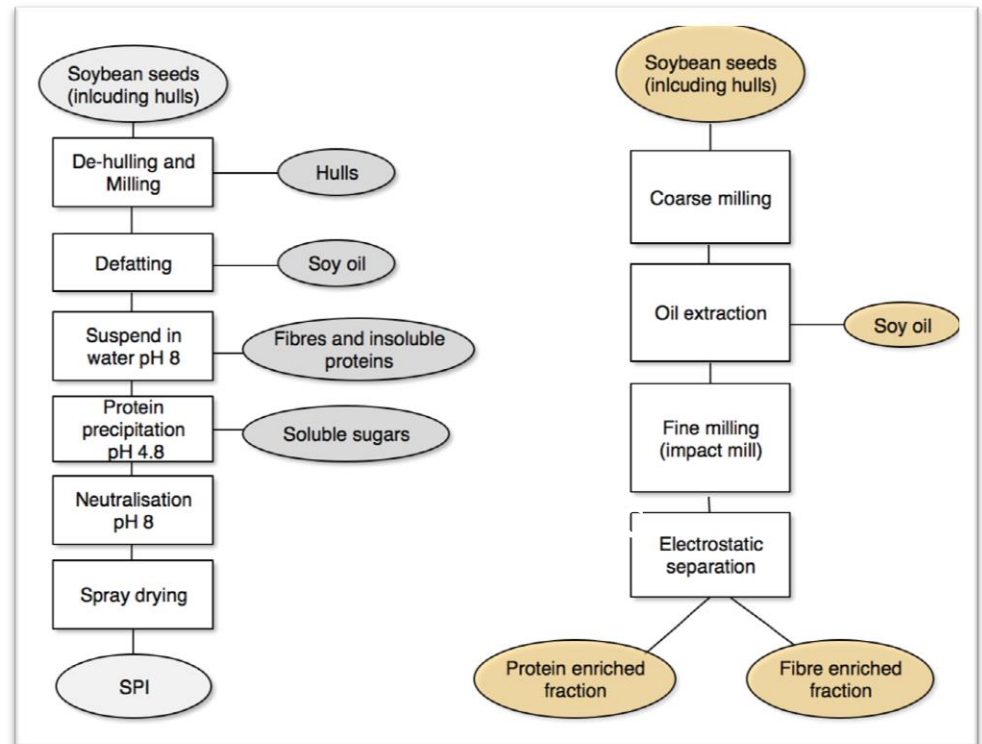 Soybean seeds
(inlcuding hulls)
De-hulling and
Milling
Hulls
Defatting
Soy oil
Suspend in
water pH 8
Fibres and insoluble
proteins
Protein
precipitation
pH 4.8
Soluble sugars
Neutralisation
pH 8
Spray drying
SPI
Soybean seeds
(inlcuding hulls)
Coarse milling
Oil extraction
Soy oil
Fine milling
(impact mill)
Electrostatic
separation
Protein enriched
fraction
Fibre enriched
fraction